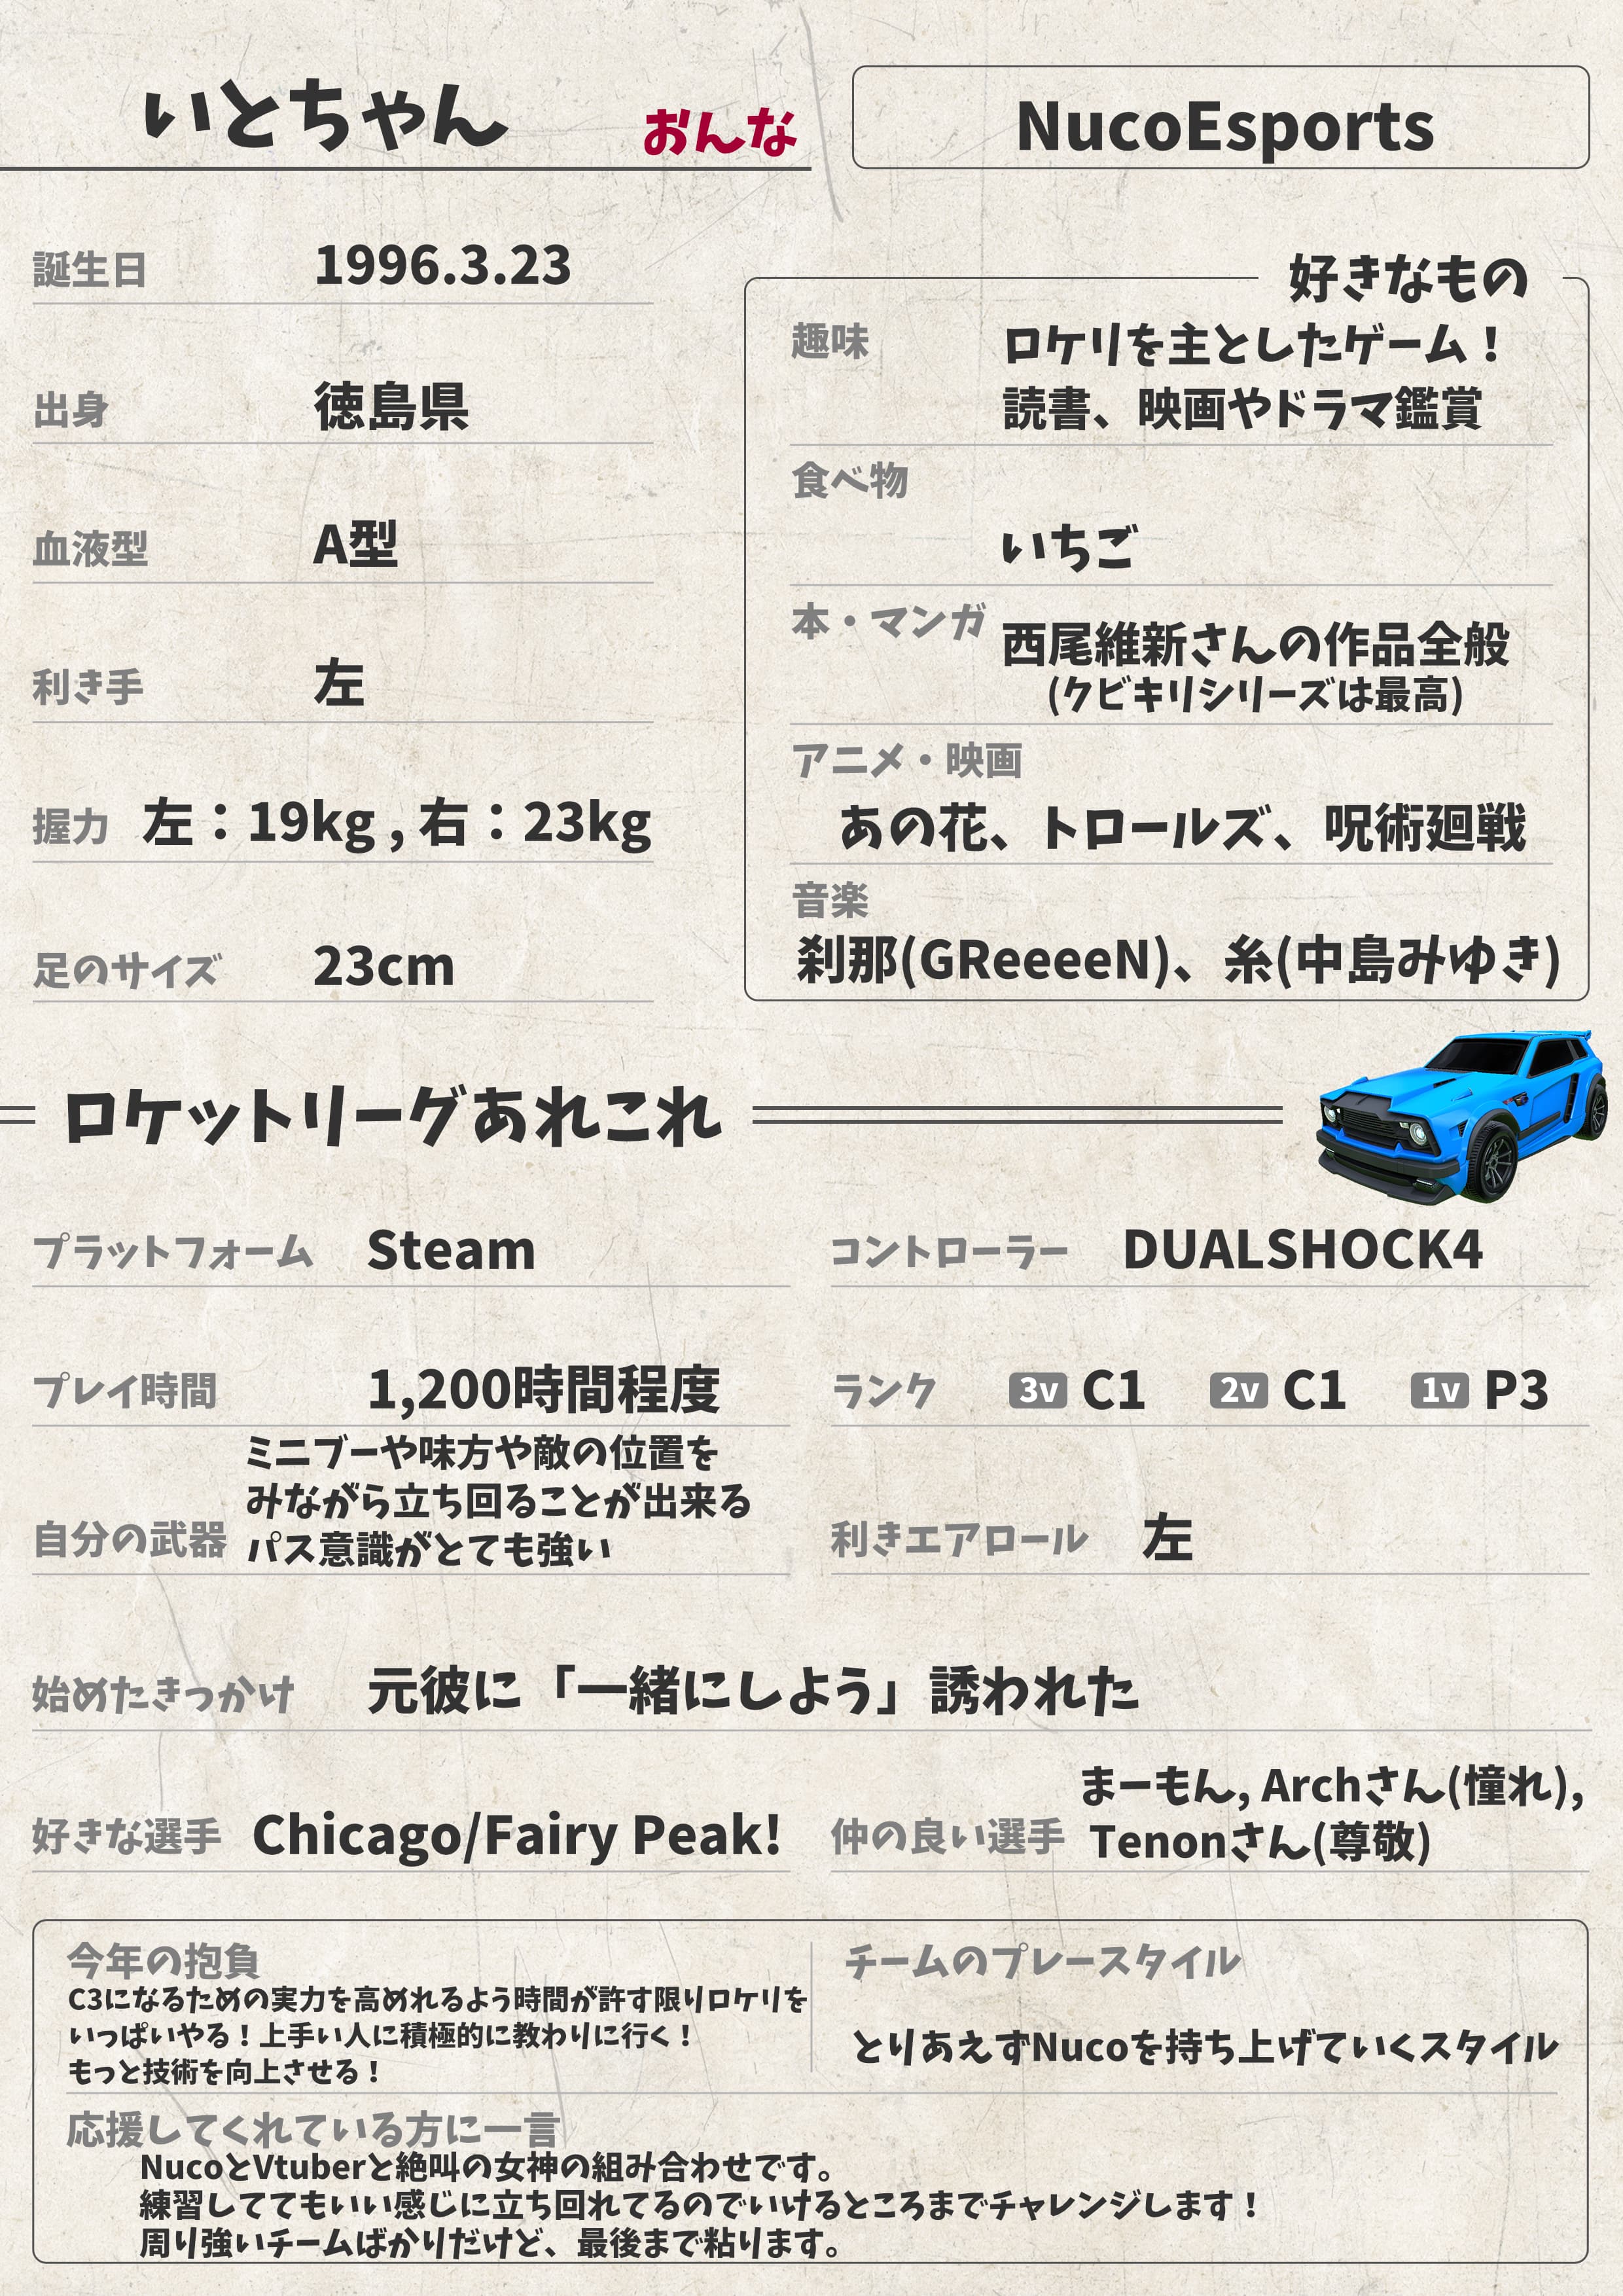 いとちゃん おんな
NucoEsports
誕生日 1996.3.23
出身 徳島県
血液型 A型
利き手 左
握力 左：19kg , 右：23kg
足のサイズ 23cm
好きなもの
趣味 ロケリを主としたゲーム！
読書、映画やドラマ鑑賞
食べ物
いちご
本・マンガ 西尾維新さんの作品全般
(クビキリシリーズは最高)
アニメ・映画
あの花、トロールズ、呪術廻戦
音楽
刹那(GReeeeN)、糸(中島みゆき)
ロケットリーグあれこれ
プラットフォーム Steam
コントローラー DUALSHOCK4
プレイ時間 1,200時間程度
ランク 3v C1 2v C1 1v P3
ミニブーや味方や敵の位置を
みながら立ち回ることが出来る
自分の武器 パス意識がとても強い
利きエアロール 左
始めたきっかけ 元彼に「一緒にしよう」誘われた
好きな選手 Chicago/Fairy Peak!
まーもん, Archさん(憧れ),
仲の良い選手 Tenonさん(尊敬)
今年の抱負
C3になるための実力を高めれるよう時間が許す限りロケリを
いっぱいやる！上手い人に積極的に教わりに行く！
もっと技術を向上させる！
チームのプレースタイル
とりあえずNucoを持ち上げていくスタイル
応援してくれている方に一言
NucoとVtuberと絶叫の女神の組み合わせです。
練習しててもいい感じに立ち回れてるのでいけるところまでチャレンジします！
周り強いチームばかりだけど、最後まで粘ります。